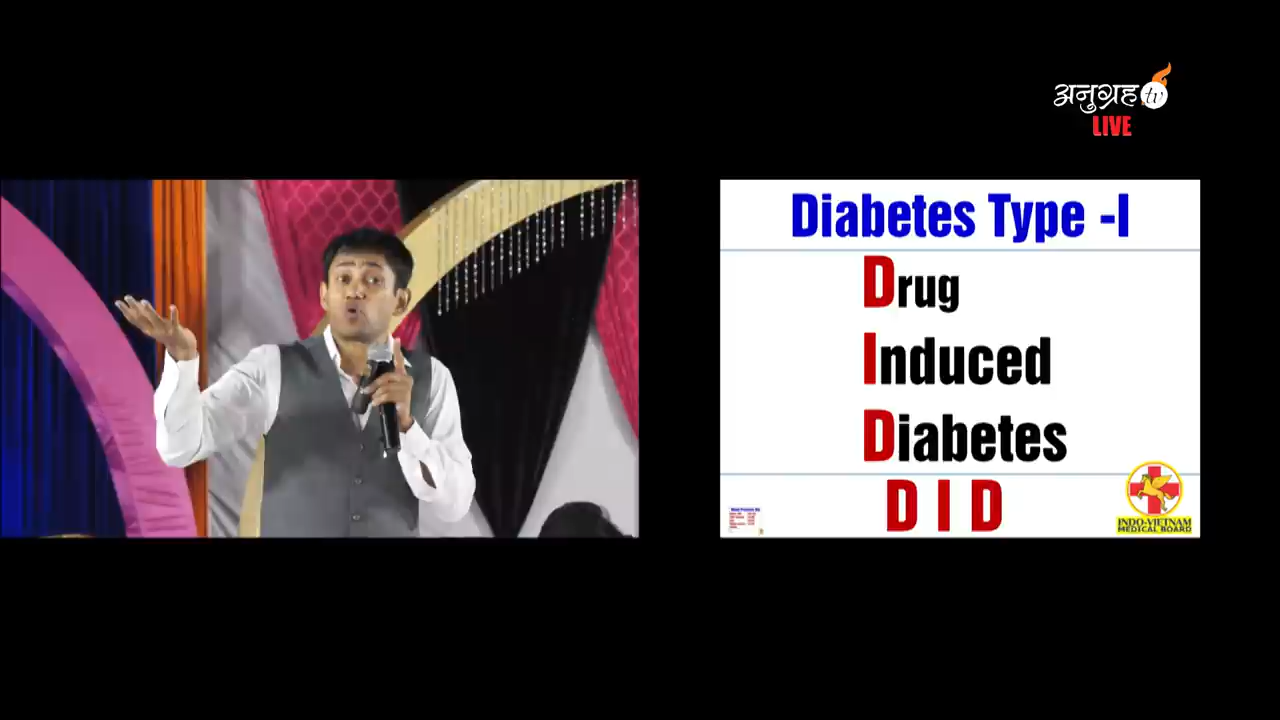 अनुग्रह tv
LIVE
Diabetes Type -I
Drug
Induced
Diabetes
D I D
INDO-VIETNAM
MEDICAL BOARD